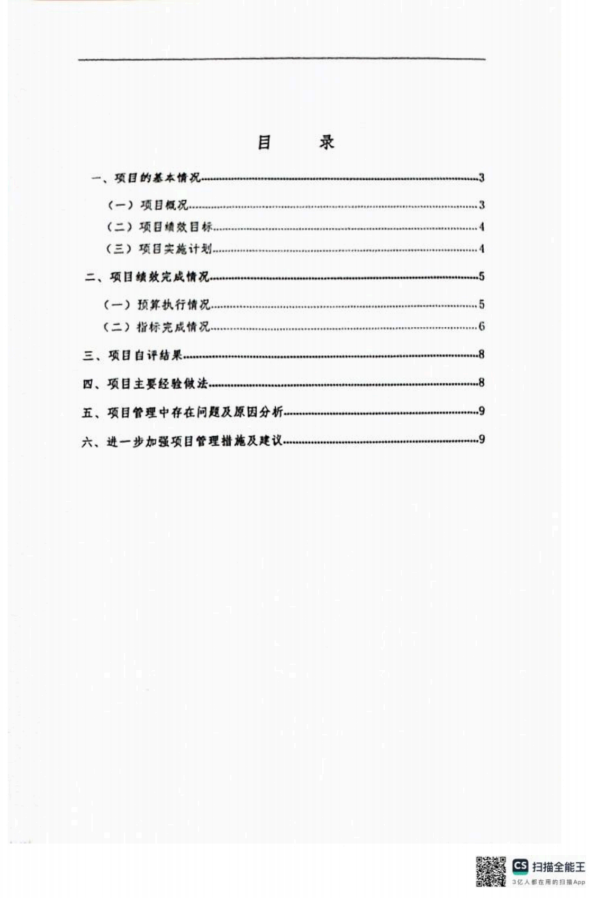 目 录
一、项目的基本情况................3
（一）项目概况................3
（二）项目绩效目标................4
（三）项目实施计划................4
二、项目绩效完成情况................5
（一）预算执行情况................5
（二）指标完成情况................6
三、项目自评结果................8
四、项目主要经验做法................8
五、项目管理中存在问题及原因分析................9
六、进一步加强项目管理措施及建议................9
CS 扫描全能王
3亿人都在用的扫描App